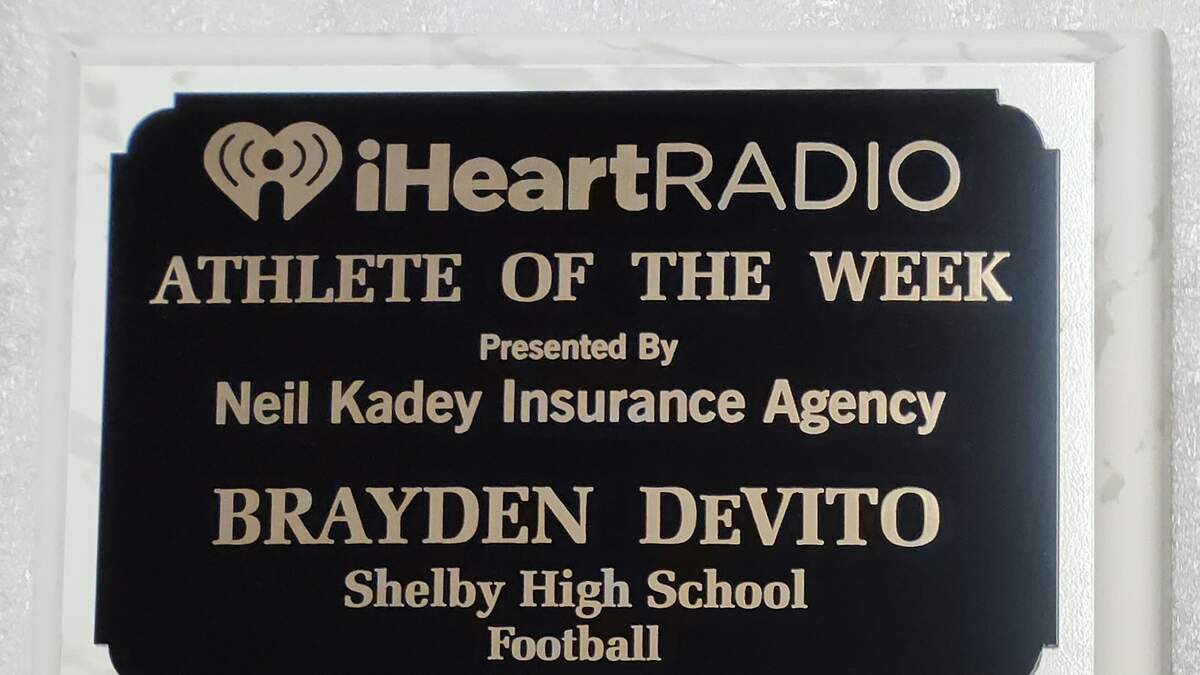 iHeartRADIO
ATHLETE OF THE WEEK
Presented By
Neil Kadey Insurance Agency
BRAYDEN DeVITO
Shelby High School
Football